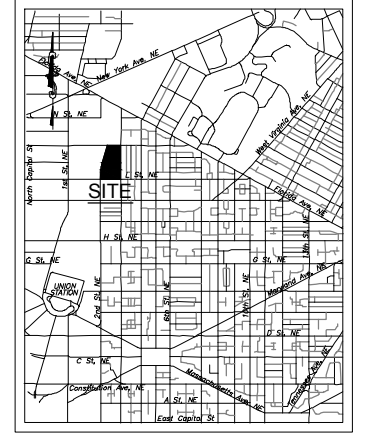 Florida Ave, NE
New York Ave, NE
N St, NE
North Capitol St
1st St, NE
L St, NE
West Virginia Ave, NE
SITE
Florida Ave, NE
H St, NE
13th St, NE
G St, NE
G St, NE
Maryland Ave, NE
UNION
STATION
2nd St, NE
6th St, NE
10th St, NE
D St, NE
C St, NE
Tennessee Ave, NE
Massachusetts Ave, NE
Constitution Ave, NE
A St, NE
East Capitol St